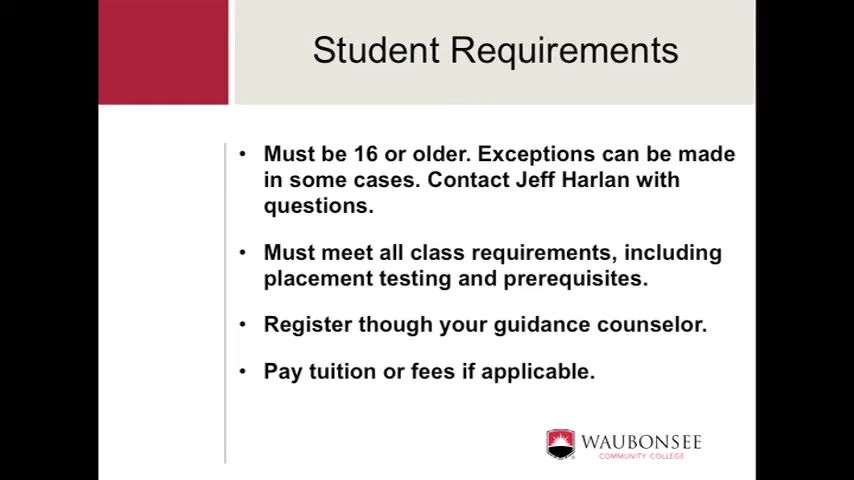 Student Requirements
• Must be 16 or older. Exceptions can be made
in some cases. Contact Jeff Harlan with
questions.
• Must meet all class requirements, including
placement testing and prerequisites.
• Register though your guidance counselor.
• Pay tuition or fees if applicable.
WAUBONSEE
COMMUNITY COLLEGE